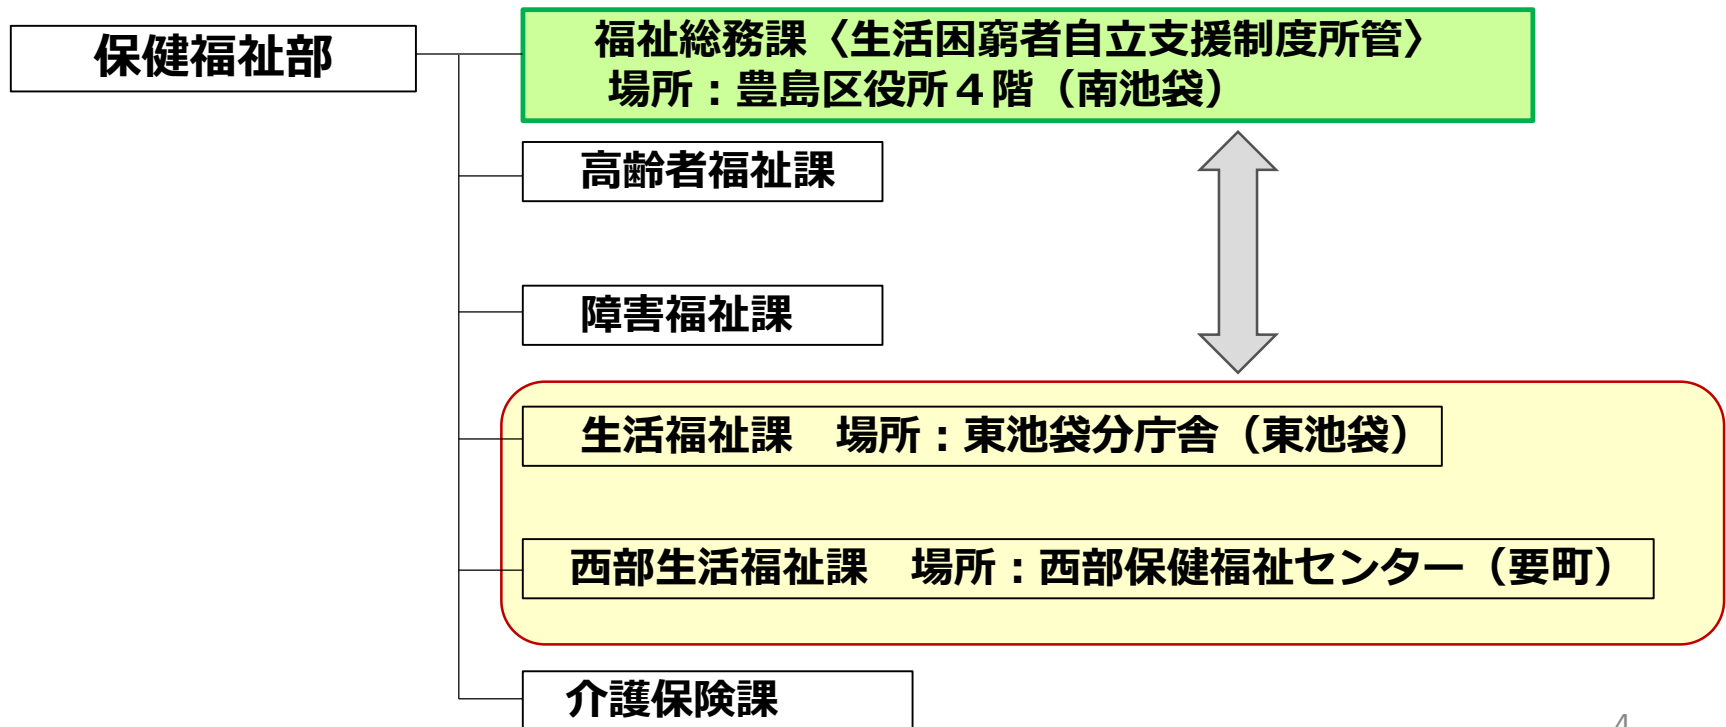 保健福祉部
福祉総務課〈生活困窮者自立支援制度所管〉
場所：豊島区役所４階（南池袋）
高齢者福祉課
障害福祉課
生活福祉課　場所：東池袋分庁舎（東池袋）
西部生活福祉課　場所：西部保健福祉センター（要町）
介護保険課
4